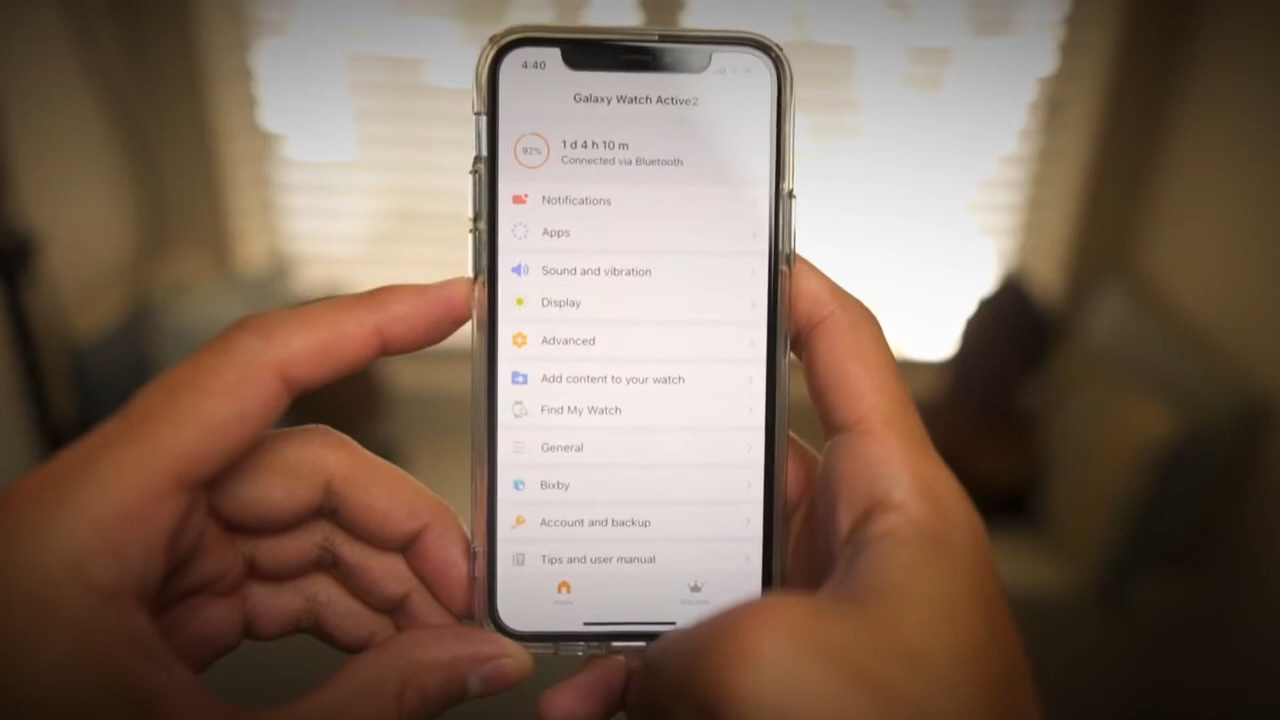 4:40
Galaxy Watch Active2
92%
1 d 4 h 10 m
Connected via Bluetooth
Notifications
Apps
Sound and vibration
Display
Advanced
Add content to your watch
Find My Watch
General
Bixby
Account and backup
Tips and user manual
Home